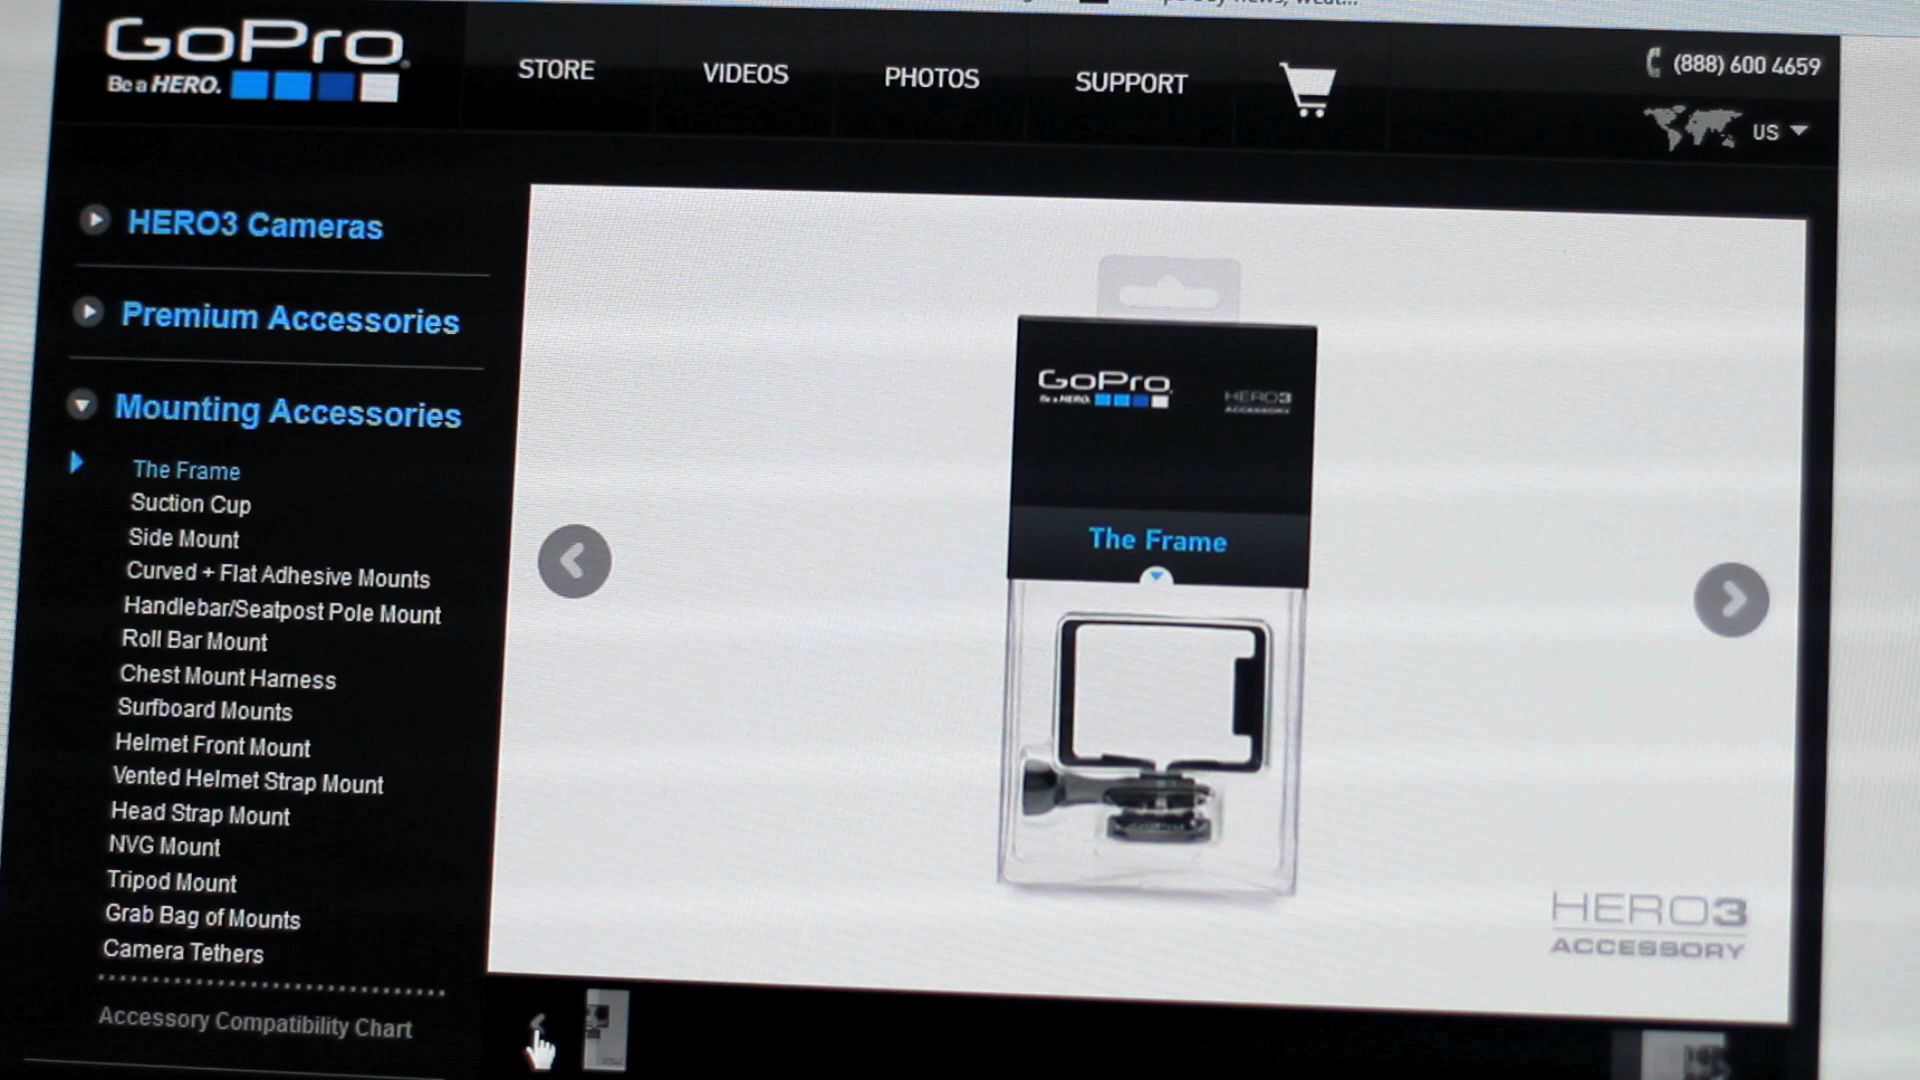 GoPro
Be a HERO.
STORE
VIDEOS
PHOTOS
SUPPORT
(888) 600 4659
US
HERO3 Cameras
Premium Accessories
Mounting Accessories
The Frame
Suction Cup
Side Mount
Curved + Flat Adhesive Mounts
Handlebar/Seatpost Pole Mount
Roll Bar Mount
Chest Mount Harness
Surfboard Mounts
Helmet Front Mount
Vented Helmet Strap Mount
Head Strap Mount
NVG Mount
Tripod Mount
Grab Bag of Mounts
Camera Tethers
Accessory Compatibility Chart
GoPro
Be a HERO.
HERO3
ACCESSORY
The Frame
HERO3
ACCESSORY